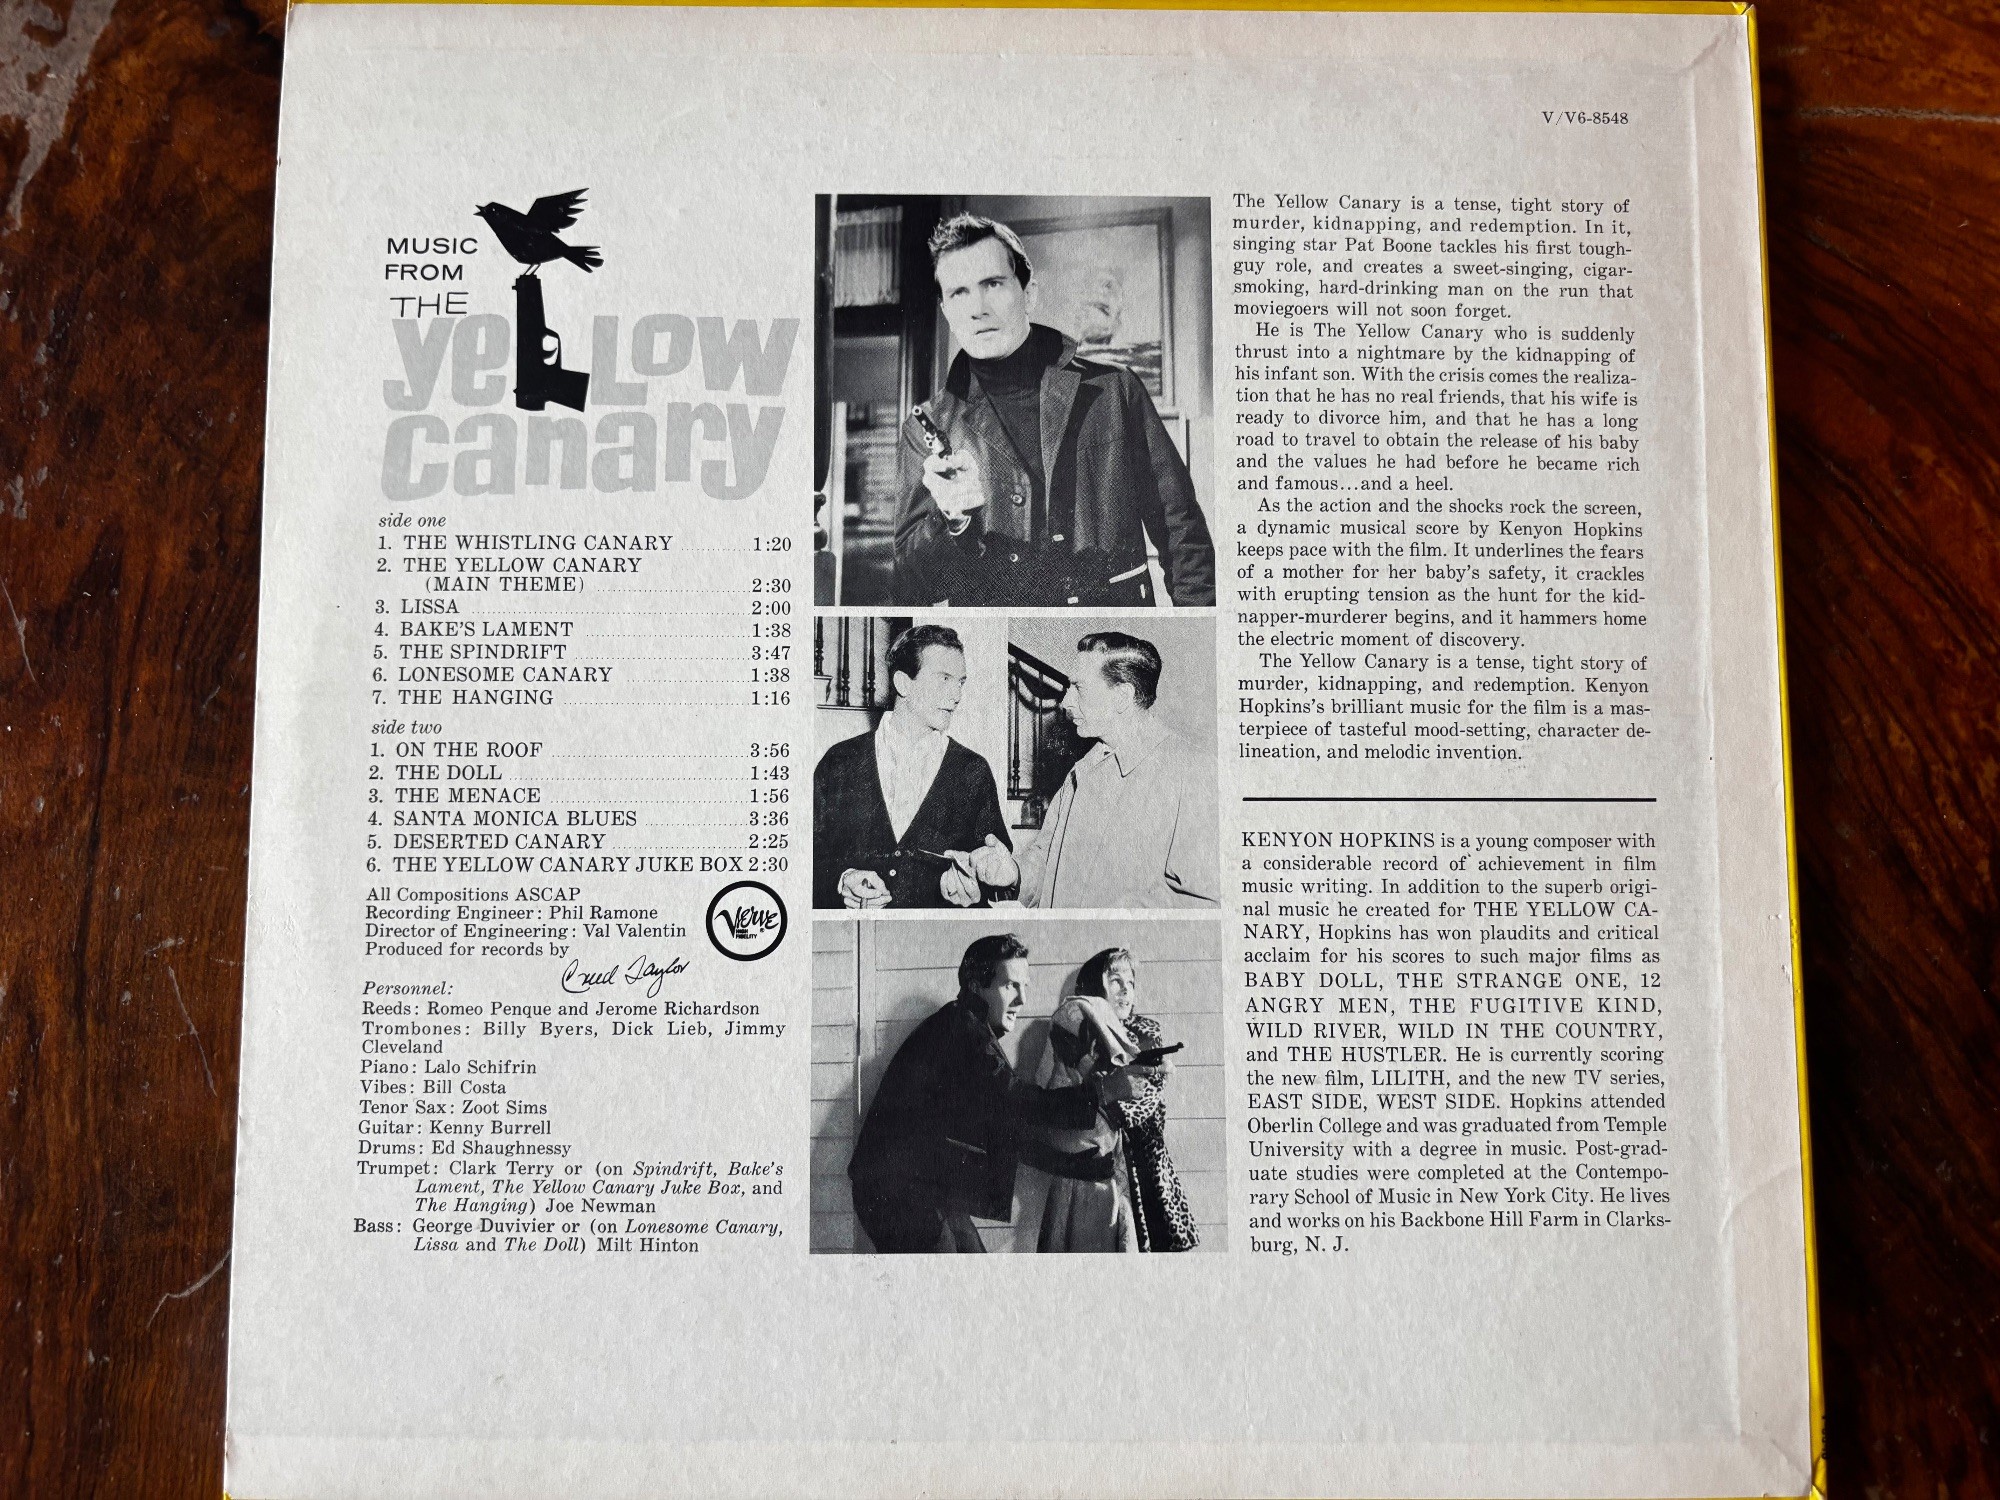 V/V6-8548
MUSIC
FROM
THE
yellow
canary
side one
1. THE WHISTLING CANARY 1:20
2. THE YELLOW CANARY
(MAIN THEME) 2:30
3. LISSA 2:00
4. BAKE'S LAMENT 1:38
5. THE SPINDRIFT 3:47
6. LONESOME CANARY 1:38
7. THE HANGING 1:16
side two
1. ON THE ROOF 3:56
2. THE DOLL 1:43
3. THE MENACE 1:56
4. SANTA MONICA BLUES 3:36
5. DESERTED CANARY 2:25
6. THE YELLOW CANARY JUKE BOX 2:30
All Compositions ASCAP
Recording Engineer: Phil Ramone
Director of Engineering: Val Valentin
Produced for records by
Creed Taylor
Verve
HIGH
FIDELITY
Personnel:
Reeds: Romeo Penque and Jerome Richardson
Trombones: Billy Byers, Dick Lieb, Jimmy
Cleveland
Piano: Lalo Schifrin
Vibes: Bill Costa
Tenor Sax: Zoot Sims
Guitar: Kenny Burrell
Drums: Ed Shaughnessy
Trumpet: Clark Terry or (on Spindrift, Bake's
Lament, The Yellow Canary Juke Box, and
The Hanging) Joe Newman
Bass: George Duvivier or (on Lonesome Canary,
Lissa and The Doll) Milt Hinton
The Yellow Canary is a tense, tight story of
murder, kidnapping, and redemption. In it,
singing star Pat Boone tackles his first tough-
guy role, and creates a sweet-singing, cigar-
smoking, hard-drinking man on the run that
moviegoers will not soon forget.
He is The Yellow Canary who is suddenly
thrust into a nightmare by the kidnapping of
his infant son. With the crisis comes the realiza-
tion that he has no real friends, that his wife is
ready to divorce him, and that he has a long
road to travel to obtain the release of his baby
and the values he had before he became rich
and famous...and a heel.
As the action and the shocks rock the screen,
a dynamic musical score by Kenyon Hopkins
keeps pace with the film. It underlines the fears
of a mother for her baby's safety, it crackles
with erupting tension as the hunt for the kid-
napper-murderer begins, and it hammers home
the electric moment of discovery.
The Yellow Canary is a tense, tight story of
murder, kidnapping, and redemption. Kenyon
Hopkins's brilliant music for the film is a mas-
terpiece of tasteful mood-setting, character de-
lineation, and melodic invention.
KENYON HOPKINS is a young composer with
a considerable record of achievement in film
music writing. In addition to the superb origi-
nal music he created for THE YELLOW CA-
NARY, Hopkins has won plaudits and critical
acclaim for his scores to such major films as
BABY DOLL, THE STRANGE ONE, 12
ANGRY MEN, THE FUGITIVE KIND,
WILD RIVER, WILD IN THE COUNTRY,
and THE HUSTLER. He is currently scoring
the new film, LILITH, and the new TV series,
EAST SIDE, WEST SIDE. Hopkins attended
Oberlin College and was graduated from Temple
University with a degree in music. Post-grad-
uate studies were completed at the Contempo-
rary School of Music in New York City. He lives
and works on his Backbone Hill Farm in Clarks-
burg, N. J.